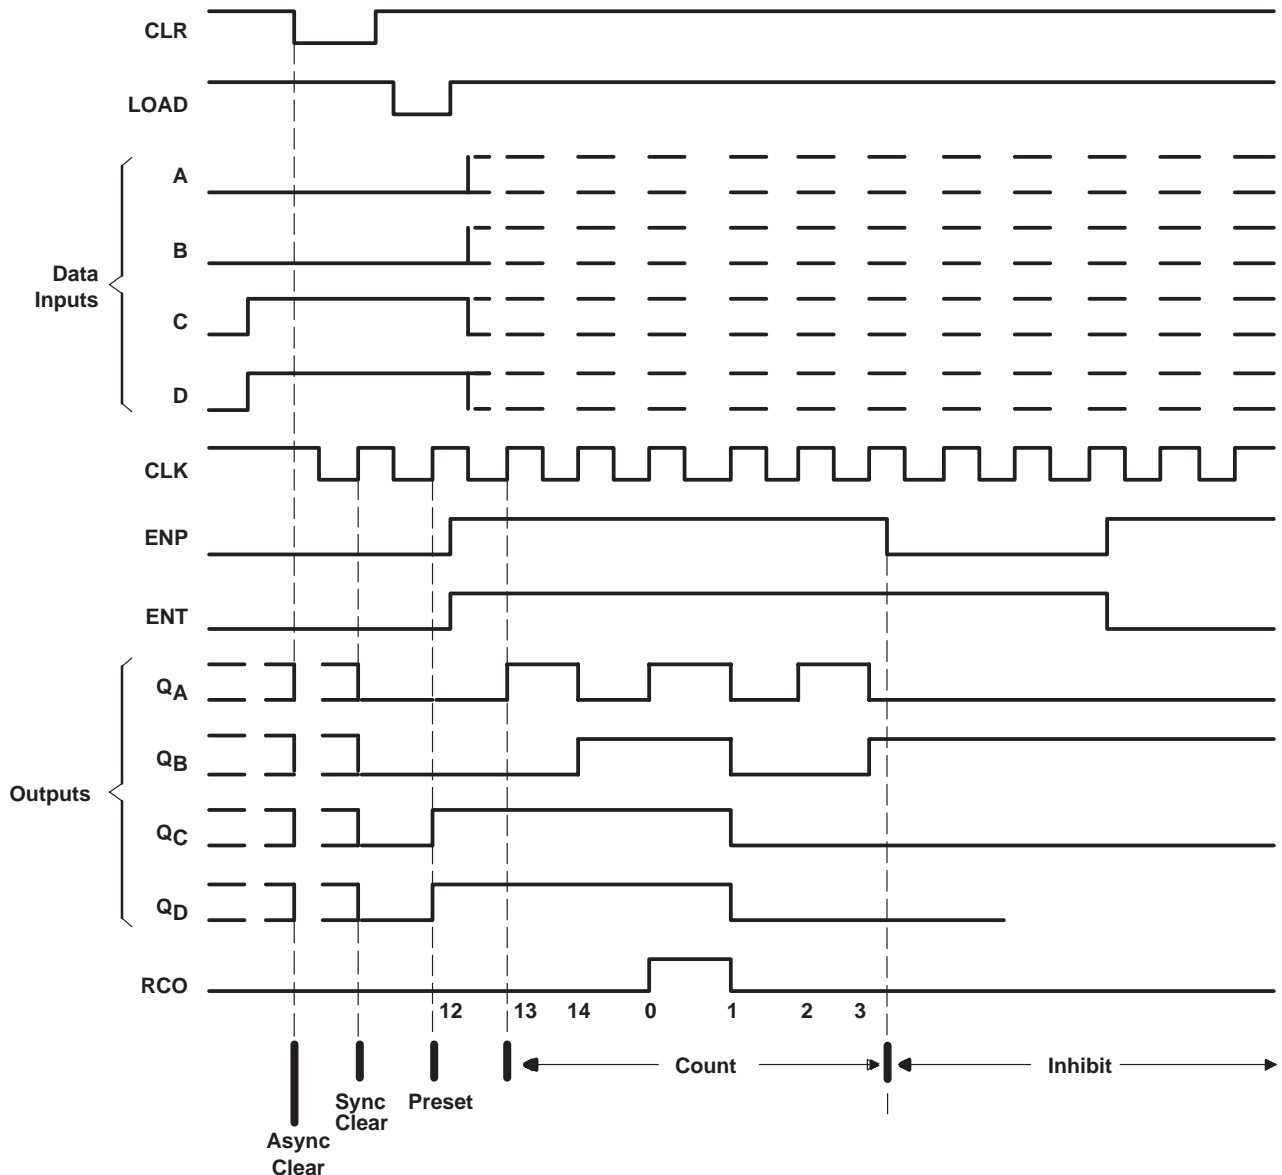 CLR
LOAD
A
B
Data
Inputs
C
D
CLK
ENP
ENT
QA
QB
Outputs
QC
QD
RCO
12 13 14 0 1 2 3
Count
Inhibit
Sync
Clear
Preset
Async
Clear